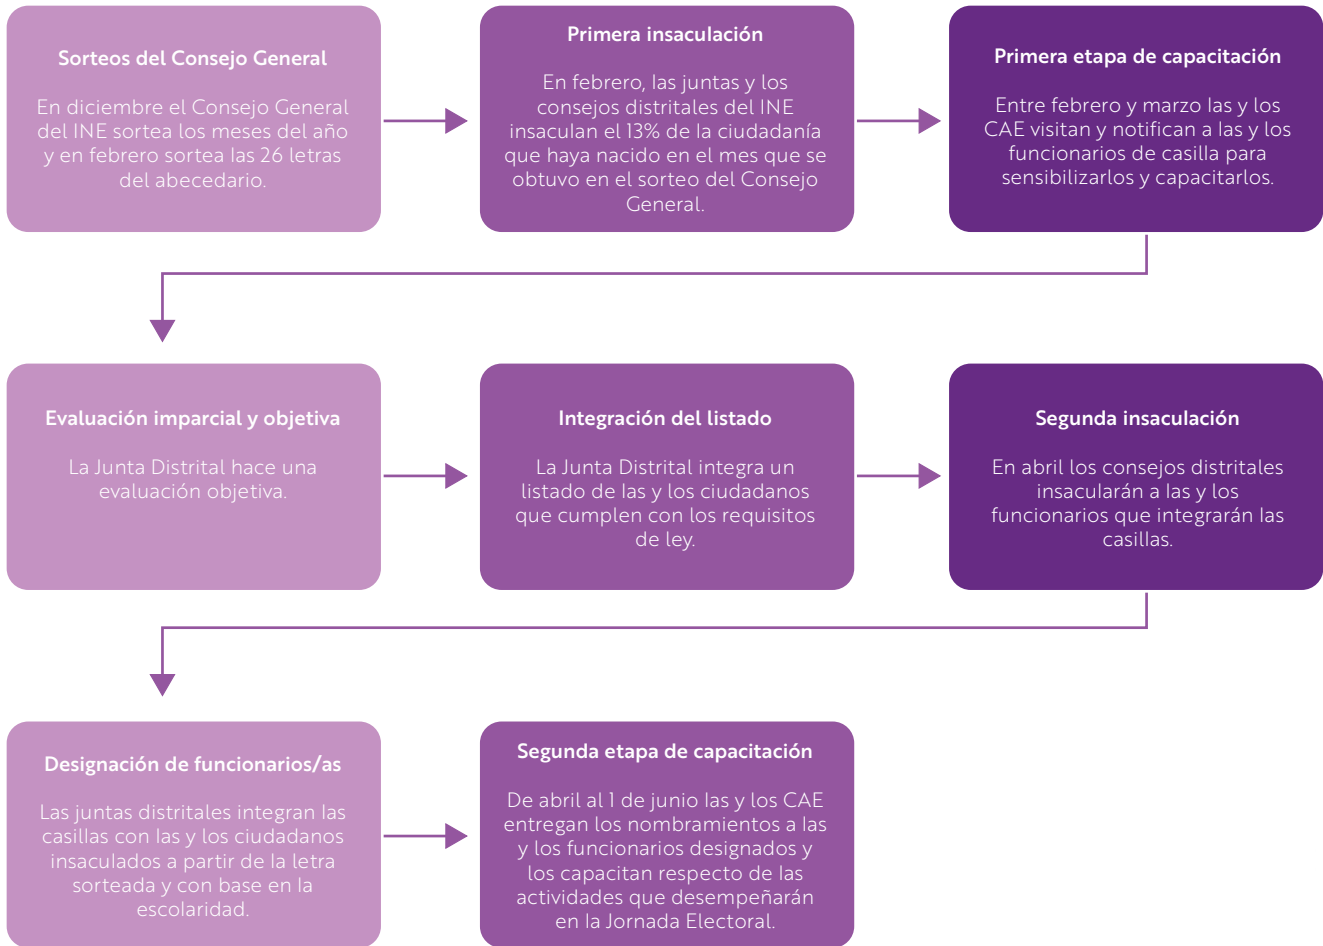 Sorteos del Consejo General
En diciembre el Consejo General
del INE sortea los meses del año
y en febrero sortea las 26 letras
del abecedario.
Primera insaculación
En febrero, las juntas y los
consejos distritales del INE
insaculan el 13% de la ciudadanía
que haya nacido en el mes que se
obtuvo en el sorteo del Consejo
General.
Primera etapa de capacitación
Entre febrero y marzo las y los
CAE visitan y notifican a las y los
funcionarios de casilla para
sensibilizarlos y capacitarlos.
Evaluación imparcial y objetiva
La Junta Distrital hace una
evaluación objetiva.
Integración del listado
La Junta Distrital integra un
listado de las y los ciudadanos
que cumplen con los requisitos
de ley.
Segunda insaculación
En abril los consejos distritales
insacularán a las y los
funcionarios que integrarán las
casillas.
Designación de funcionarios/as
Las juntas distritales integran las
casillas con las y los ciudadanos
insaculados a partir de la letra
sorteada y con base en la
escolaridad.
Segunda etapa de capacitación
De abril al 1 de junio las y los CAE
entregan los nombramientos a las
y los funcionarios designados y
los capacitan respecto de las
actividades que desempeñarán
en la Jornada Electoral.